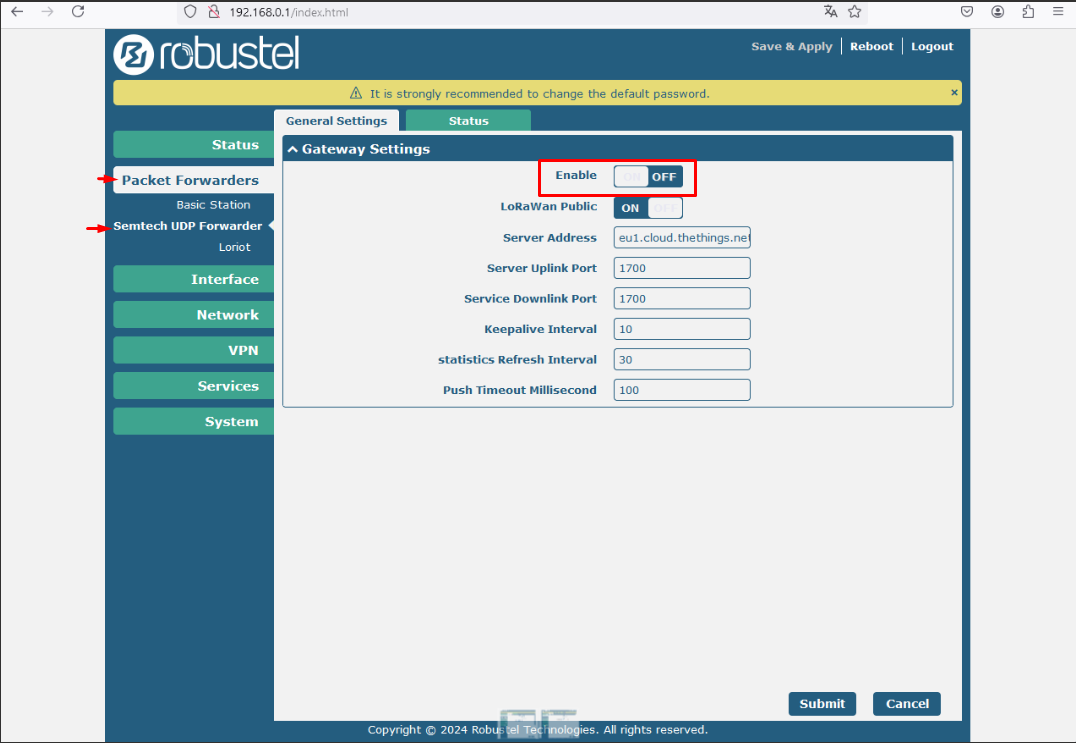 192.168.0.1/index.html
robustel
Save & Apply Reboot Logout
It is strongly recommended to change the default password. ×
General Settings Status
Status
Gateway Settings
Packet Forwarders
Enable ON OFF
Basic Station
LoRaWan Public ON OFF
Semtech UDP Forwarder
Server Address eu1.cloud.thethings.net
Loriot
Server Uplink Port 1700
Interface
Service Downlink Port 1700
Network
Keepalive Interval 10
VPN
statistics Refresh Interval 30
Services
Push Timeout Millisecond 100
System
Submit Cancel
Copyright © 2024 Robustel Technologies. All rights reserved.